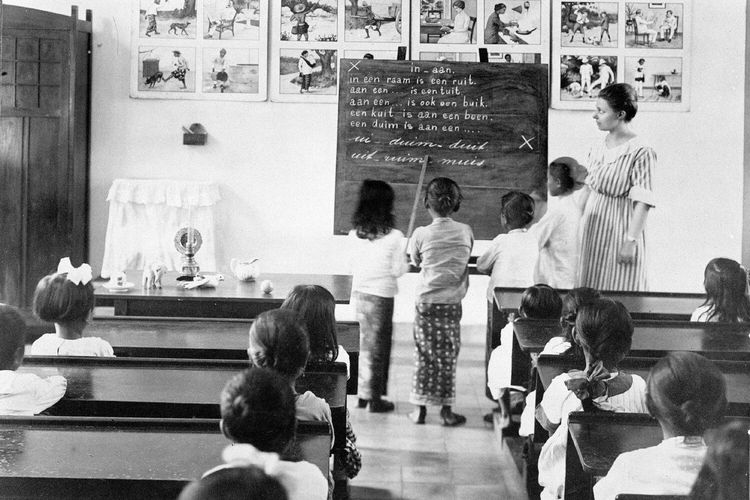 in - aan.
in een raam is een ruit.
aan een ... is een tuit.
aan een ... is ook een buik.
een kuit is aan een been.
een duim is aan een ....
ui duim - duit
uit - ruim - muis